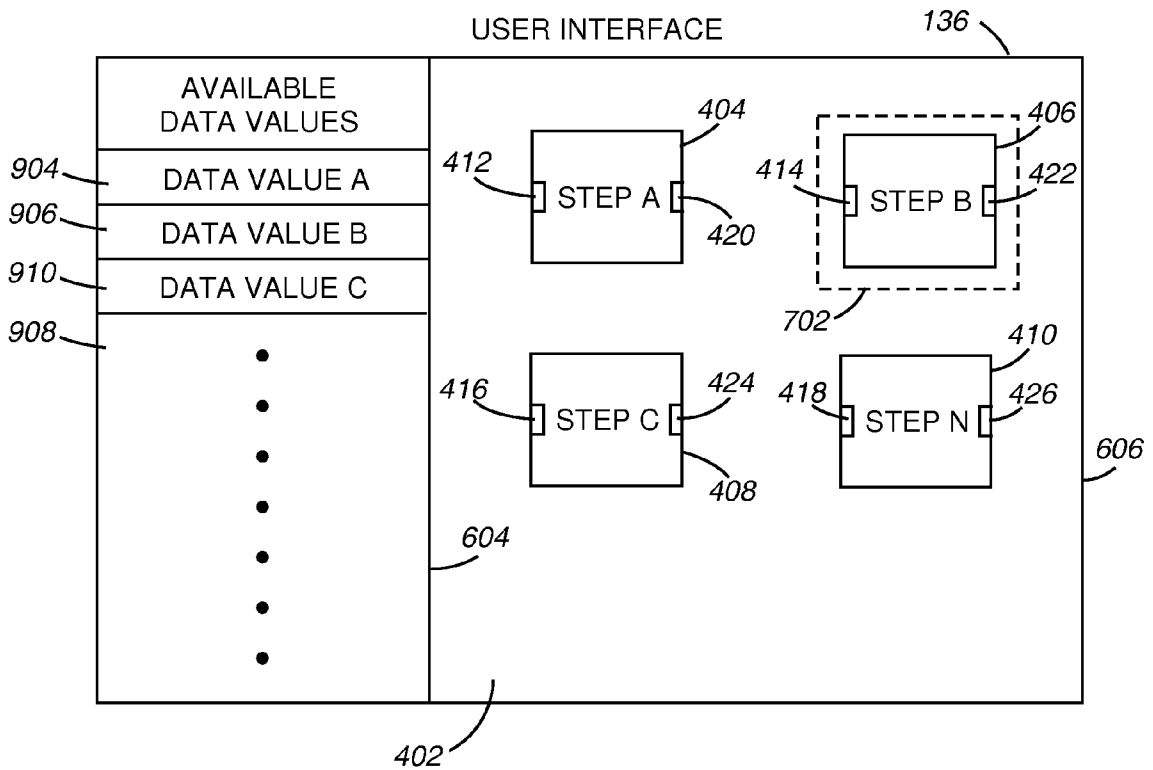 USER INTERFACE
136
AVAILABLE
DATA VALUES
904
DATA VALUE A
906
DATA VALUE B
910
DATA VALUE C
908
404
412
STEP A
420
406
414
STEP B
422
702
416
STEP C
424
408
410
418
STEP N
426
606
604
402